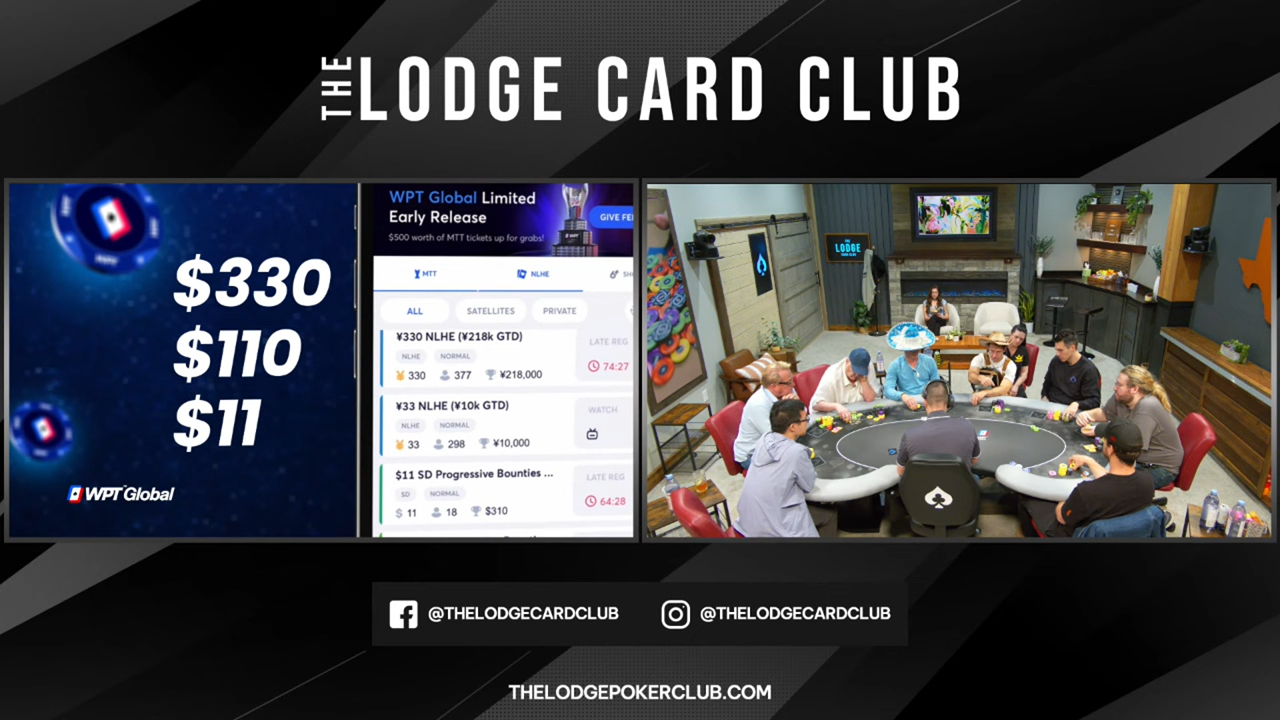 THE LODGE CARD CLUB
$330
$110
$11
WPT Global
WPT Global Limited
Early Release
$500 worth of MTT tickets up for grabs!
GIVE FE
MTT
NLHE
ALL
SATELLITES
PRIVATE
¥330 NLHE (¥218k GTD)
NLHE NORMAL
330 377 ¥218,000
LATE REG
74:27
¥33 NLHE (¥10k GTD)
NLHE NORMAL
33 298 ¥10,000
WATCH
$11 SD Progressive Bounties ...
SD NORMAL
$ 11 18 $310
LATE REG
64:28
THE
LODGE
CARD CLUB
@THELODGECARDCLUB
@THELODGECARDCLUB
THELODGEPOKERCLUB.COM